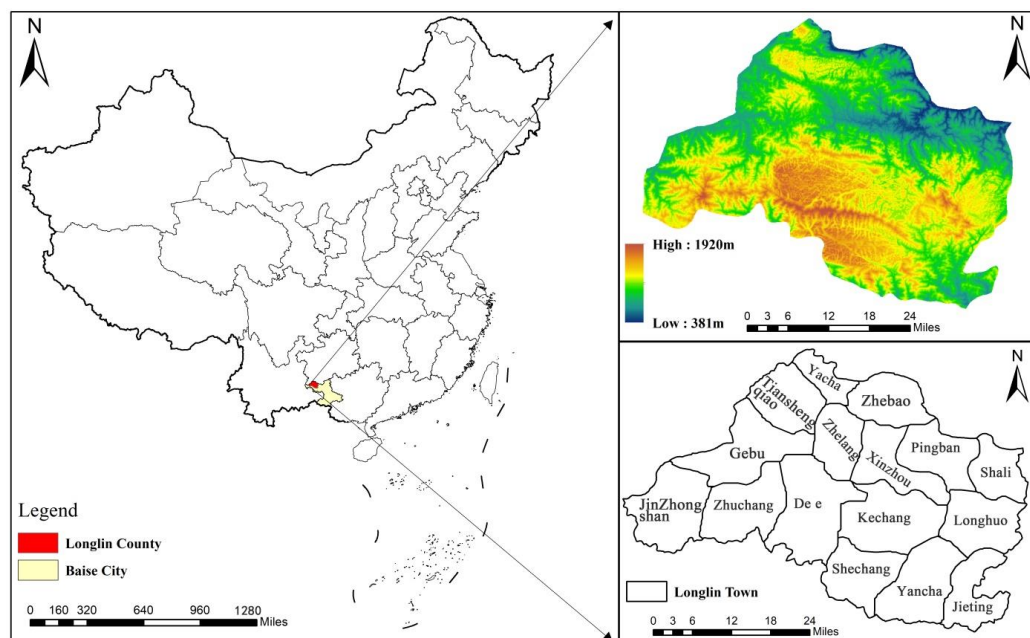 N
Legend
Longlin County
Baise City
0 160 320 640 960 1280
Miles
N
High : 1920m
Low : 381m
0 3 6 12 18 24
Miles
N
Yacha
Tiansheng
qiao
Zhebao
Zhelang
Pingban
Gebu
Xinzhou
Shali
JinZhong
shan
Zhuchang
De e
Kechang
Longhuo
Shechang
Yancha
Jieting
Longlin Town
0 3 6 12 18 24
Miles